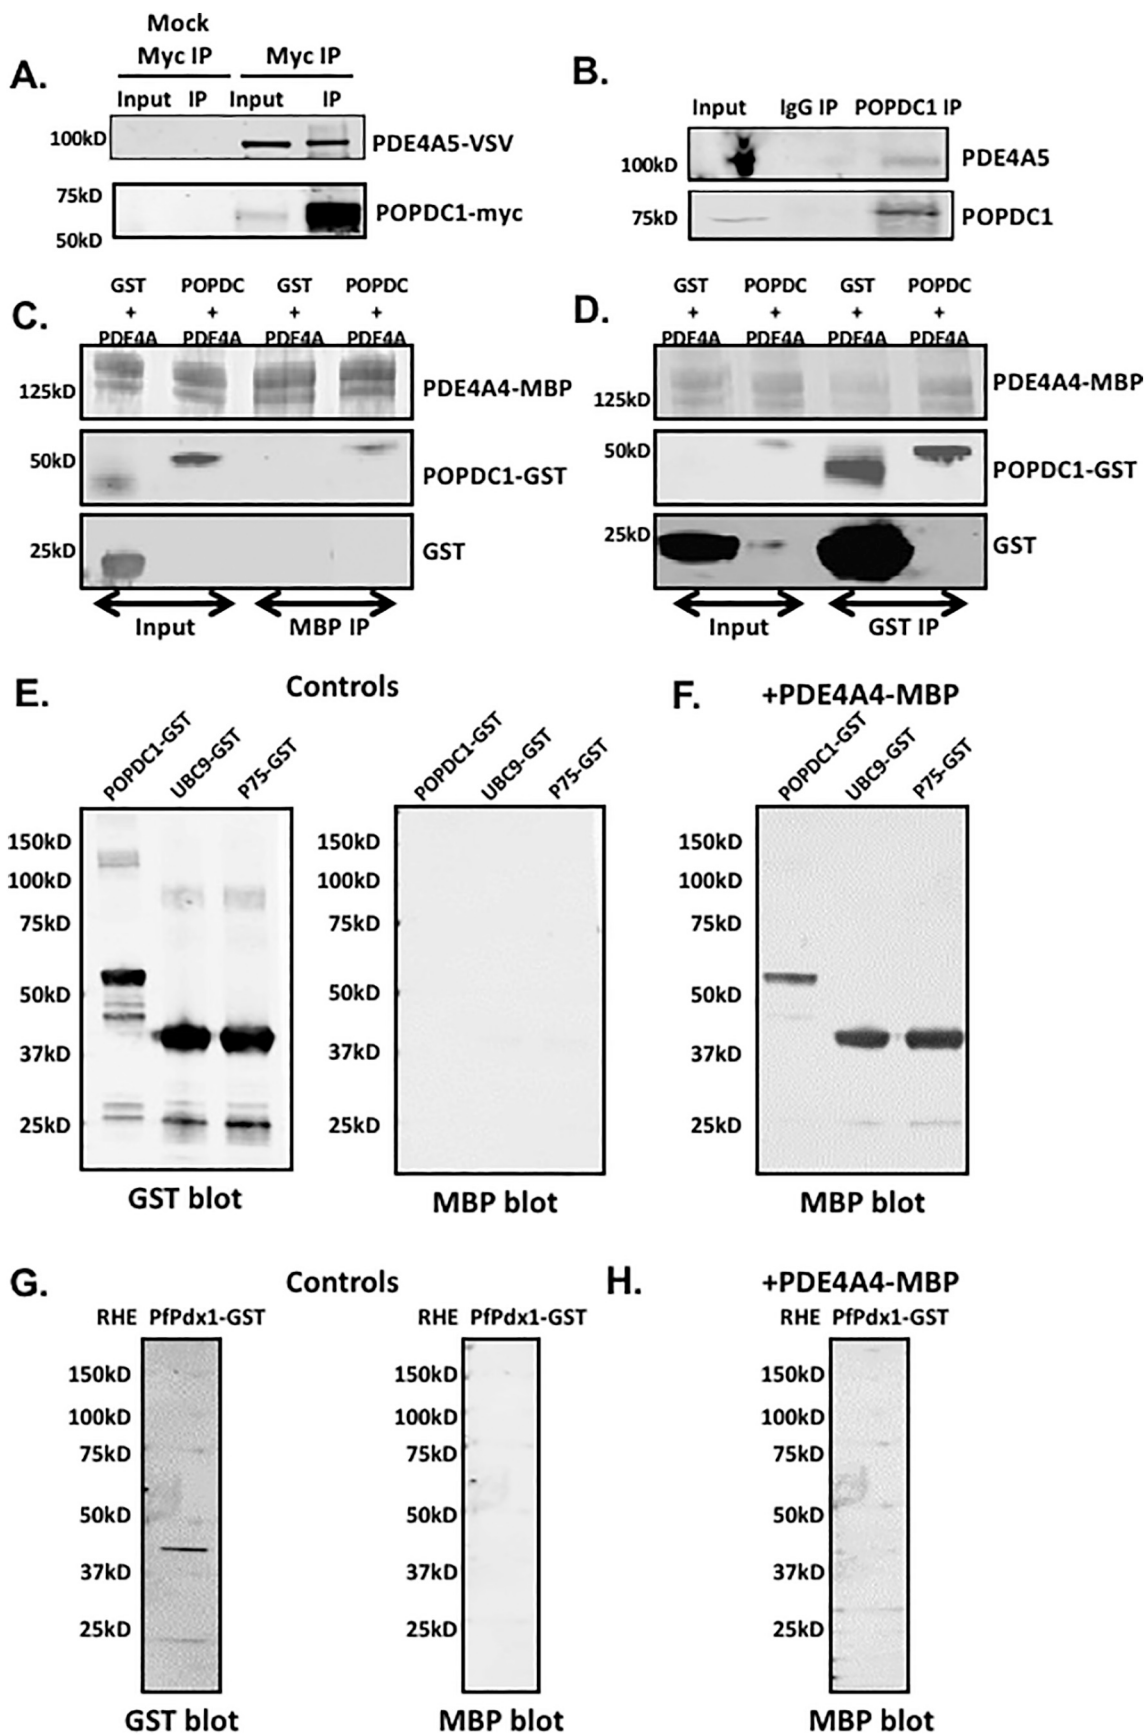 Mock
Myc IP
Myc IP
A.
Input IP Input IP
100kD
PDE4A5-VSV
75kD
50kD
POPDC1-myc
B.
Input IgG IP POPDC1 IP
100kD
PDE4A5
75kD
POPDC1
C.
GST POPDC GST POPDC
+ + + +
PDE4A PDE4A PDE4A PDE4A
125kD
PDE4A4-MBP
50kD
POPDC1-GST
25kD
GST
Input MBP IP
D.
GST POPDC GST POPDC
+ + + +
PDE4A PDE4A PDE4A PDE4A
125kD
PDE4A4-MBP
50kD
POPDC1-GST
25kD
GST
Input GST IP
E.
Controls
POPDC1-GST UBC9-GST P75-GST
150kD
100kD
75kD
50kD
37kD
25kD
GST blot
POPDC1-GST UBC9-GST P75-GST
150kD
100kD
75kD
50kD
37kD
25kD
MBP blot
F.
+PDE4A4-MBP
POPDC1-GST UBC9-GST P75-GST
150kD
100kD
75kD
50kD
37kD
25kD
MBP blot
G.
Controls
RHE PfPdx1-GST
150kD
100kD
75kD
50kD
37kD
25kD
GST blot
RHE PfPdx1-GST
150kD
100kD
75kD
50kD
37kD
25kD
MBP blot
H.
+PDE4A4-MBP
RHE PfPdx1-GST
150kD
100kD
75kD
50kD
37kD
25kD
MBP blot